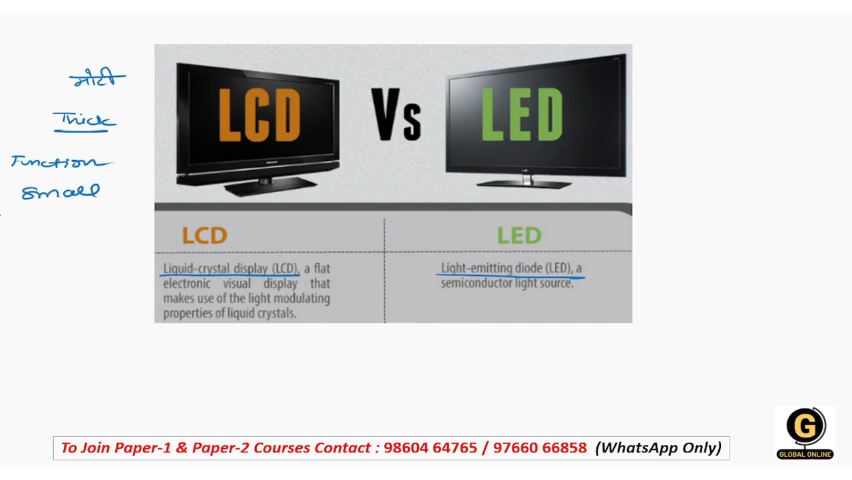 मोटी
Thick
Function
Small
LCD
Vs
LED
LCD
LED
Liquid-crystal display (LCD), a flat
electronic visual display that
makes use of the light modulating
properties of liquid crystals.
Light-emitting diode (LED), a
semiconductor light source.
G
GLOBAL ONLINE
To Join Paper-1 & Paper-2 Courses Contact : 98604 64765 / 97660 66858 (WhatsApp Only)